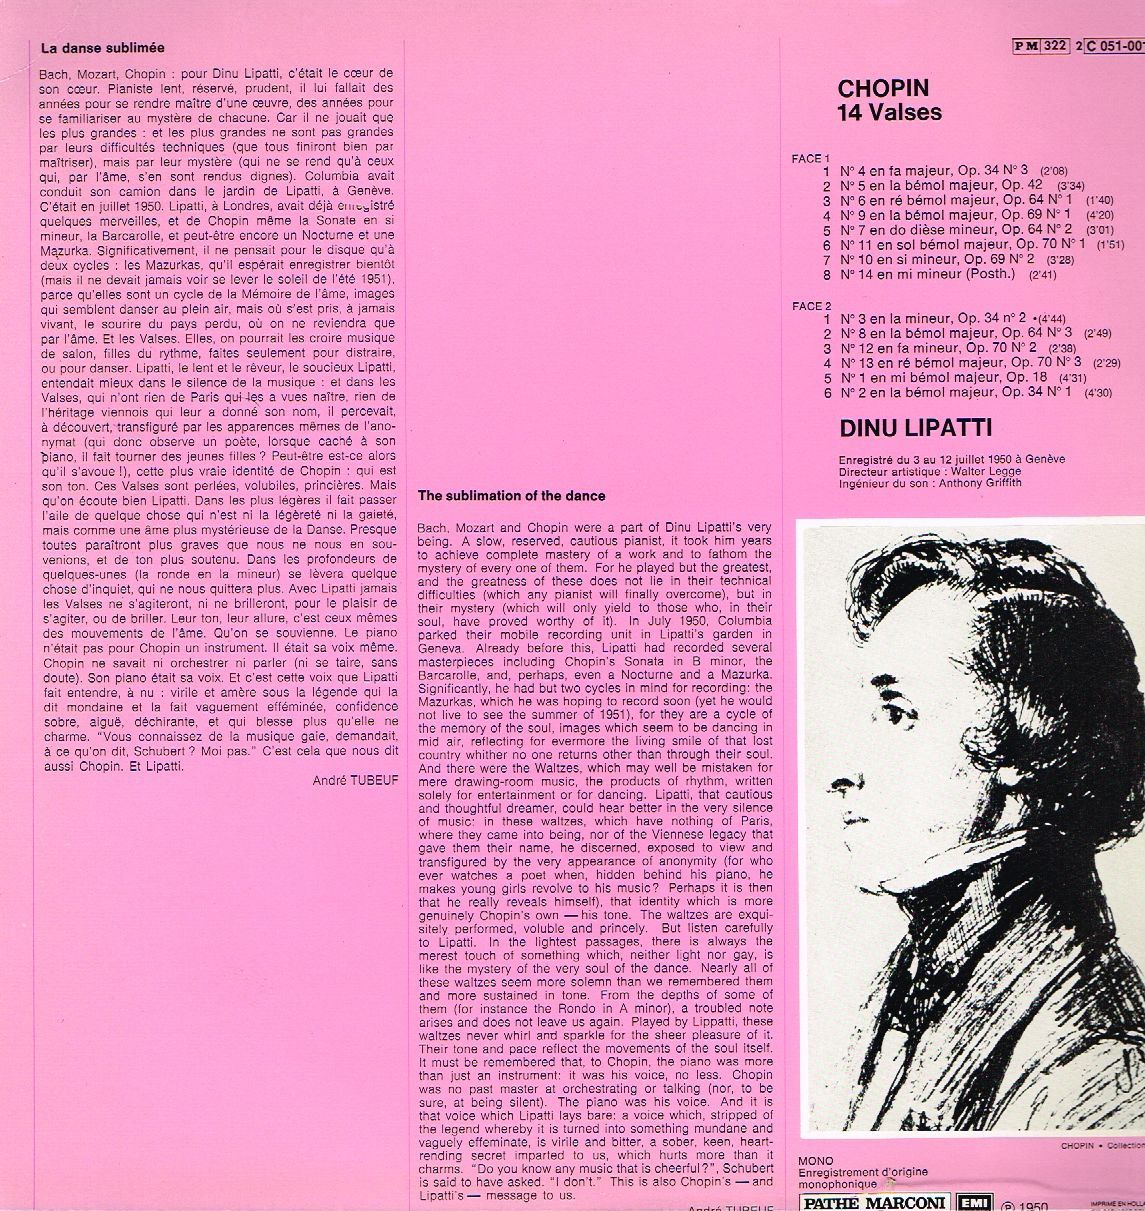 La danse sublimée
Bach, Mozart, Chopin : pour Dinu Lipatti, c'était le cœur de
son cœur. Pianiste lent, réservé, prudent, il lui fallait des
années pour se rendre maître d'une œuvre, des années pour
se familiariser au mystère de chacune. Car il ne jouait que
les plus grandes : et les plus grandes ne sont pas grandes
par leurs difficultés techniques (que tous finiront bien par
maîtriser), mais par leur mystère (qui ne se rend qu'à ceux
qui, par l'âme, s'en sont rendus dignes). Columbia avait
conduit son camion dans le jardin de Lipatti, à Genève.
C'était en juillet 1950. Lipatti, à Londres, avait déjà enregistré
quelques merveilles, et de Chopin même la Sonate en si
mineur, la Barcarolle, et peut-être encore un Nocturne et une
Mazurka. Significativement, il ne pensait pour le disque qu'à
deux cycles : les Mazurkas, qu'il espérait enregistrer bientôt
(mais il ne devait jamais voir se lever le soleil de l'été 1951),
parce qu'elles sont un cycle de la Mémoire de l'âme, images
qui semblent danser au plein air, mais où s'est pris, à jamais
vivant, le sourire du pays perdu, où on ne reviendra que
par l'âme. Et les Valses. Elles, on pourrait les croire musique
de salon, filles du rythme, faites seulement pour distraire,
ou pour danser. Lipatti, le lent et le rêveur, le soucieux Lipatti,
entendait mieux dans le silence de la musique : et dans les
Valses, qui n'ont rien de Paris qui les a vues naître, rien de
l'héritage viennois qui leur a donné son nom, il percevait,
à découvert, transfiguré par les apparences mêmes de l'ano-
nymat (qui donc observe un poète, lorsque caché à son
piano, il fait tourner des jeunes filles ? Peut-être est-ce alors
qu'il s'avoue !), cette plus vraie identité de Chopin : qui est
son ton. Ces Valses sont perlées, volubiles, princières. Mais
qu'on écoute bien Lipatti. Dans les plus légères il fait passer
l'aile de quelque chose qui n'est ni la légèreté ni la gaieté,
mais comme une âme plus mystérieuse de la Danse. Presque
toutes paraîtront plus graves que nous ne nous en sou-
venions, et de ton plus soutenu. Dans les profondeurs de
quelques-unes (la ronde en la mineur) se lèvera quelque
chose d'inquiet, qui ne nous quittera plus. Avec Lipatti jamais
les Valses ne s'agiteront, ni ne brilleront, pour le plaisir de
s'agiter, ou de briller. Leur ton, leur allure, c'est ceux mêmes
des mouvements de l'âme. Qu'on se souvienne. Le piano
n'était pas pour Chopin un instrument. Il était sa voix même.
Chopin ne savait ni orchestrer ni parler (ni se taire, sans
doute). Son piano était sa voix. Et c'est cette voix que Lipatti
fait entendre, à nu : virile et amère sous la légende qui la
dit mondaine et la fait vaguement efféminée, confidence
sobre, aiguë, déchirante, et qui blesse plus qu'elle ne
charme. "Vous connaissez de la musique gaie, demandait,
à ce qu'on dit, Schubert ? Moi pas." C'est cela que nous dit
aussi Chopin. Et Lipatti.
André TUBEUF
The sublimation of the dance
Bach, Mozart and Chopin were a part of Dinu Lipatti's very
being. A slow, reserved, cautious pianist, it took him years
to achieve complete mastery of a work and to fathom the
mystery of every one of them. For he played but the greatest,
and the greatness of these does not lie in their technical
difficulties (which any pianist will finally overcome), but in
their mystery (which will only yield to those who, in their
soul, have proved worthy of it). In July 1950, Columbia
parked their mobile recording unit in Lipatti's garden in
Geneva. Already before this, Lipatti had recorded several
masterpieces including Chopin's Sonata in B minor, the
Barcarolle, and, perhaps, even a Nocturne and a Mazurka.
Significantly, he had but two cycles in mind for recording: the
Mazurkas, which he was hoping to record soon (yet he would
not live to see the summer of 1951), for they are a cycle of
the memory of the soul, images which seem to be dancing in
mid air, reflecting for evermore the living smile of that lost
country whither no one returns other than through their soul.
And there were the Waltzes, which may well be mistaken for
mere drawing-room music, the products of rhythm, written
solely for entertainment or for dancing. Lipatti, that cautious
and thoughtful dreamer, could hear better in the very silence
of music: in these waltzes, which have nothing of Paris,
where they came into being, nor of the Viennese legacy that
gave them their name, he discerned, exposed to view and
transfigured by the very appearance of anonymity (for who
ever watches a poet when, hidden behind his piano, he
makes young girls revolve to his music? Perhaps it is then
that he really reveals himself), that identity which is more
genuinely Chopin's own — his tone. The waltzes are exqui-
sitely performed, voluble and princely. But listen carefully
to Lipatti. In the lightest passages, there is always the
merest touch of something which, neither light nor gay, is
like the mystery of the very soul of the dance. Nearly all of
these waltzes seem more solemn than we remembered them
and more sustained in tone. From the depths of some of
them (for instance the Rondo in A minor), a troubled note
arises and does not leave us again. Played by Lippatti, these
waltzes never whirl and sparkle for the sheer pleasure of it.
Their tone and pace reflect the movements of the soul itself.
It must be remembered that, to Chopin, the piano was more
than just an instrument: it was his voice, no less. Chopin
was no past master at orchestrating or talking (nor, to be
sure, at being silent). The piano was his voice. And it is
that voice which Lipatti lays bare: a voice which, stripped of
the legend whereby it is turned into something mundane and
vaguely effeminate, is virile and bitter, a sober, keen, heart-
rending secret imparted to us, which hurts more than it
charms. "Do you know any music that is cheerful?", Schubert
is said to have asked. "I don't." This is also Chopin's — and
Lipatti's — message to us.
André TUBEUF
PM 322 2 C 051-001
CHOPIN
14 Valses
FACE 1
1 N° 4 en fa majeur, Op. 34 N° 3 (2'08)
2 N° 5 en la bémol majeur, Op. 42 (3'34)
3 N° 6 en ré bémol majeur, Op. 64 N° 1 (1'40)
4 N° 9 en la bémol majeur, Op. 69 N° 1 (4'20)
5 N° 7 en do dièse mineur, Op. 64 N° 2 (3'01)
6 N° 11 en sol bémol majeur, Op. 70 N° 1 (1'51)
7 N° 10 en si mineur, Op. 69 N° 2 (3'28)
8 N° 14 en mi mineur (Posth.) (2'41)
FACE 2
1 N° 3 en la mineur, Op. 34 n° 2 •(4'44)
2 N° 8 en la bémol majeur, Op. 64 N° 3 (2'49)
3 N° 12 en fa mineur, Op. 70 N° 2 (2'38)
4 N° 13 en ré bémol majeur, Op. 70 N° 3 (2'29)
5 N° 1 en mi bémol majeur, Op. 18 (4'31)
6 N° 2 en la bémol majeur, Op. 34 N° 1 (4'30)
DINU LIPATTI
Enregistré du 3 au 12 juillet 1950 à Genève
Directeur artistique : Walter Legge
Ingénieur du son : Anthony Griffith
CHOPIN • Collection
MONO
Enregistrement d'origine
monophonique
PATHE MARCONI EMI ℗ 1950
IMPRIME EN HOLLA